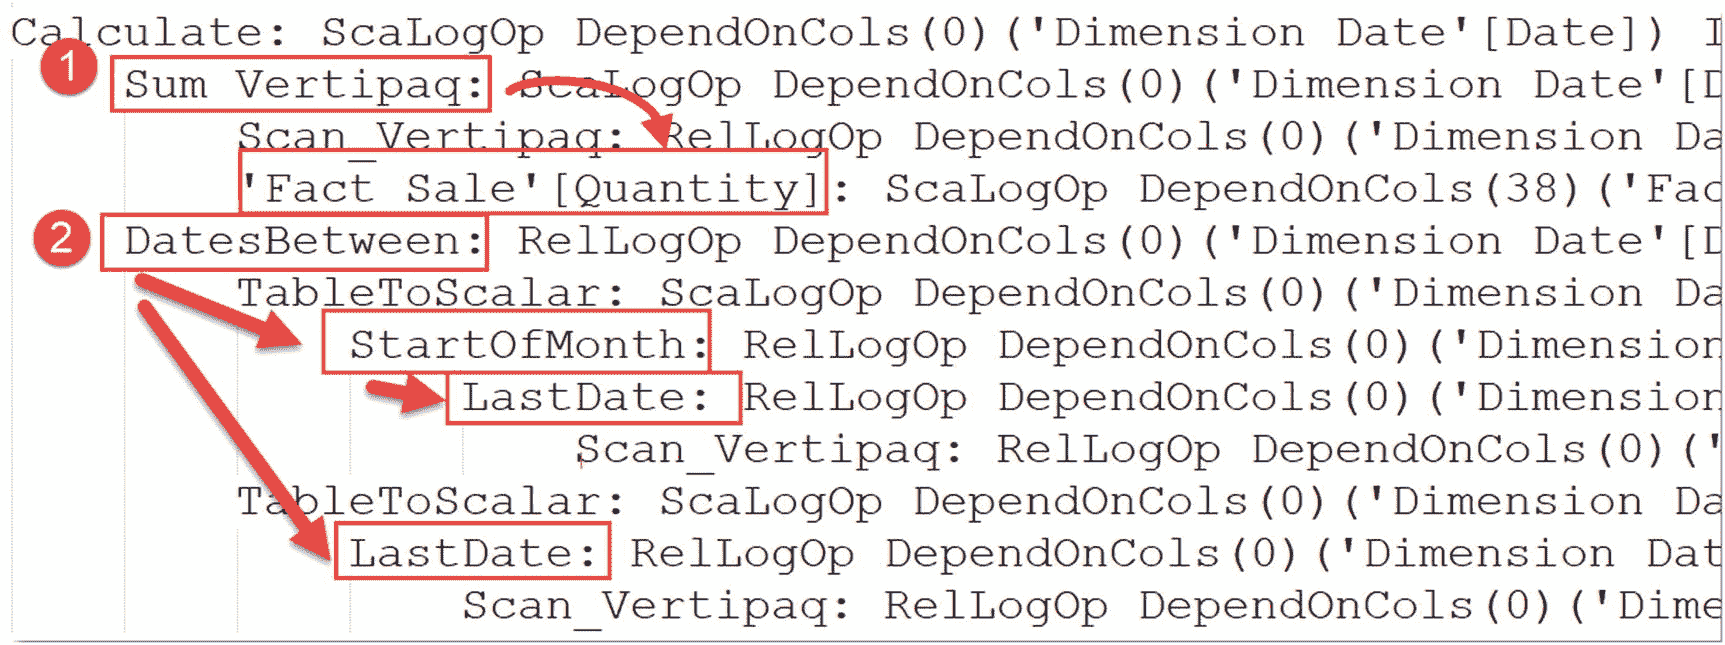 Calculate: ScaLogOp DependOnCols(0)('Dimension Date'[Date]) I
1
Sum Vertipaq: ScaLogOp DependOnCols(0)('Dimension Date'[D
Scan_Vertipaq: RelLogOp DependOnCols(0)('Dimension Da
'Fact Sale'[Quantity]: ScaLogOp DependOnCols(38)('Fac
2
DatesBetween: RelLogOp DependOnCols(0)('Dimension Date'[D
TableToScalar: ScaLogOp DependOnCols(0)('Dimension Da
StartOfMonth: RelLogOp DependOnCols(0)('Dimension
LastDate: RelLogOp DependOnCols(0)('Dimension
Scan_Vertipaq: RelLogOp DependOnCols(0)('
TableToScalar: ScaLogOp DependOnCols(0)('Dimension Da
LastDate: RelLogOp DependOnCols(0)('Dimension Dat
Scan_Vertipaq: RelLogOp DependOnCols(0)('Dime